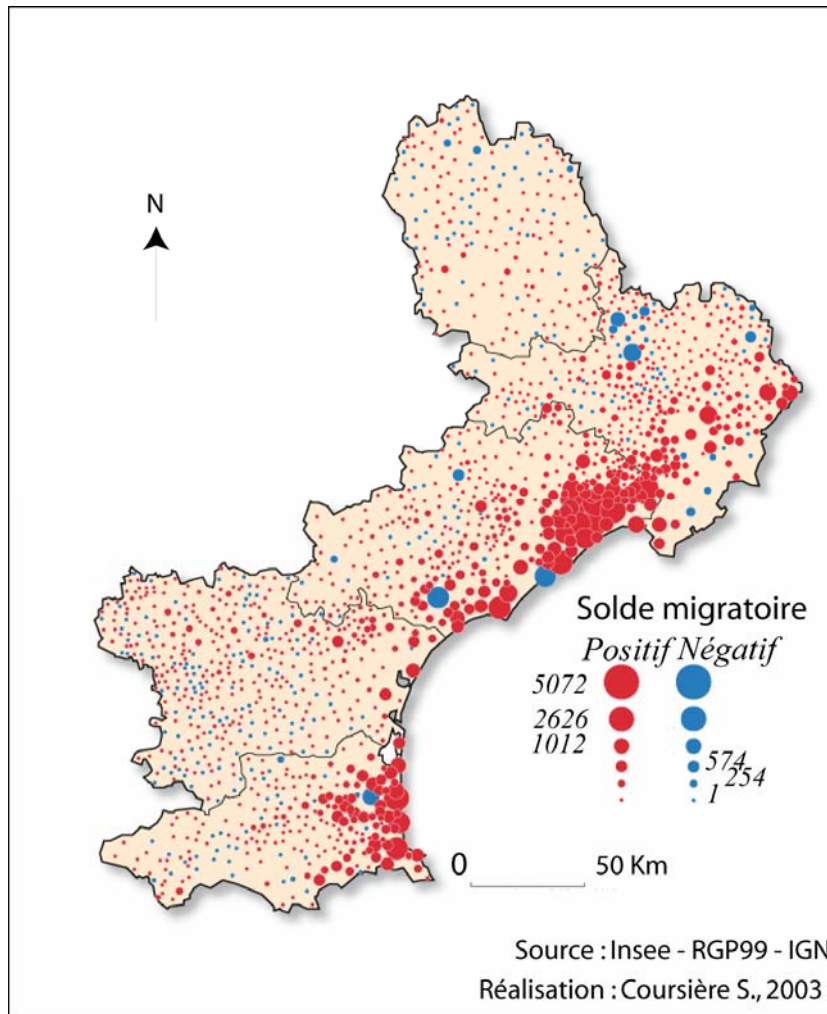 N
Solde migratoire
Positif Négatif
5072
2626
1012
574
254
1
0 50 Km
Source : Insee - RGP99 - IGN
Réalisation : Coursière S., 2003